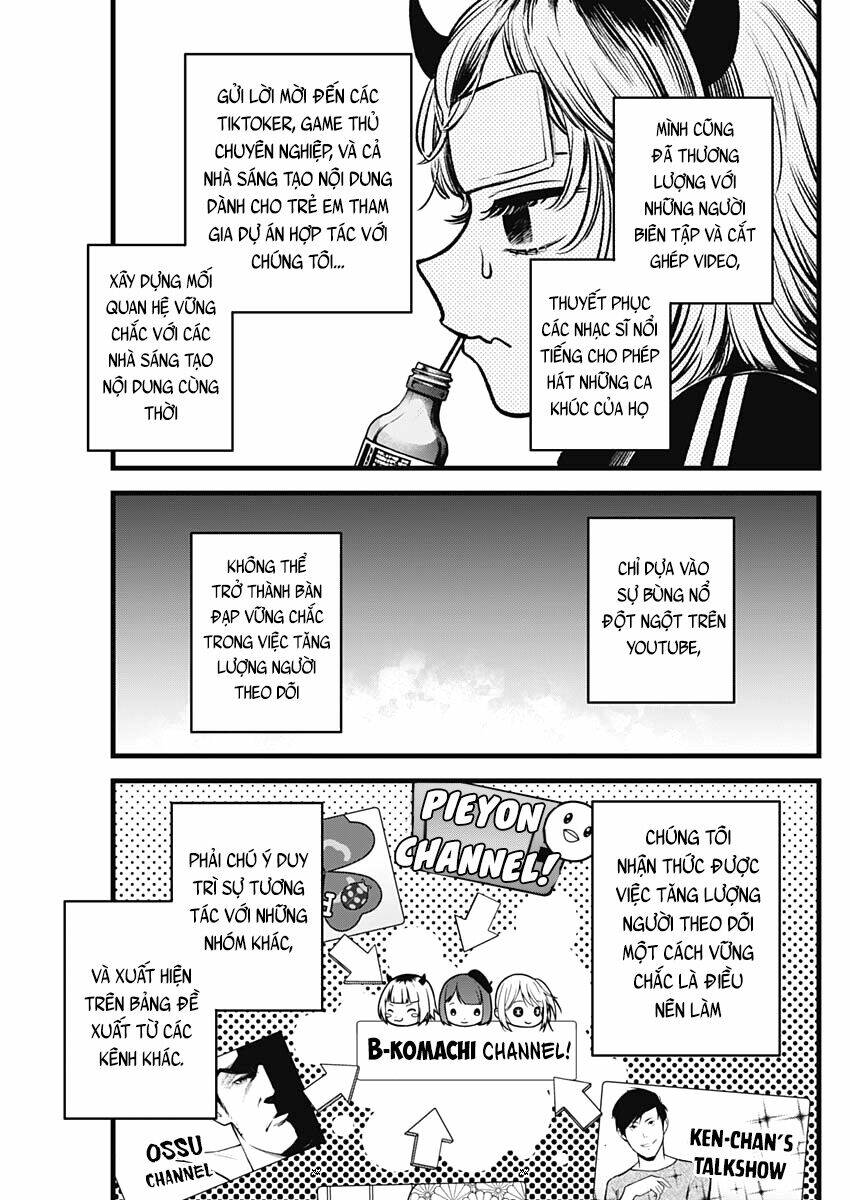 MÌNH CŨNG
ĐÃ THƯƠNG
LƯỢNG VỚI
NHỮNG NGƯỜI
BIÊN TẬP VÀ CẮT
GHÉP VIDEO,
THUYẾT PHỤC
CÁC NHẠC SĨ NỔI
TIẾNG CHO PHÉP
HÁT NHỮNG CA
KHÚC CỦA HỌ
GỬI LỜI MỜI ĐẾN CÁC
TIKTOKER, GAME THỦ
CHUYÊN NGHIỆP, VÀ CẢ
NHÀ SÁNG TẠO NỘI DUNG
DÀNH CHO TRẺ EM THAM
GIA DỰ ÁN HỢP TÁC VỚI
CHÚNG TÔI...
XÂY DỰNG MỐI
QUAN HỆ VỮNG
CHẮC VỚI CÁC
NHÀ SÁNG TẠO
NỘI DUNG CÙNG
THỜI
CHỈ DỰA VÀO
SỰ BÙNG NỔ
ĐỘT NGỘT TRÊN
YOUTUBE,
KHÔNG THỂ
TRỞ THÀNH BÀN
ĐẠP VỮNG CHẮC
TRONG VIỆC TĂNG
LƯỢNG NGƯỜI
THEO DÕI
CHÚNG TÔI
NHẬN THỨC ĐƯỢC
VIỆC TĂNG LƯỢNG
NGƯỜI THEO DÕI
MỘT CÁCH VỮNG
CHẮC LÀ ĐIỀU
NÊN LÀM
PHẢI CHÚ Ý DUY
TRÌ SỰ TƯƠNG
TÁC VỚI NHỮNG
NHÓM KHÁC,
VÀ XUẤT HIỆN
TRÊN BẢNG ĐỀ
XUẤT TỪ CÁC
KÊNH KHÁC.
PIEYON
CHANNEL!
B-KOMACHI CHANNEL!
OSSU
CHANNEL
KEN-CHAN'S
TALKSHOW